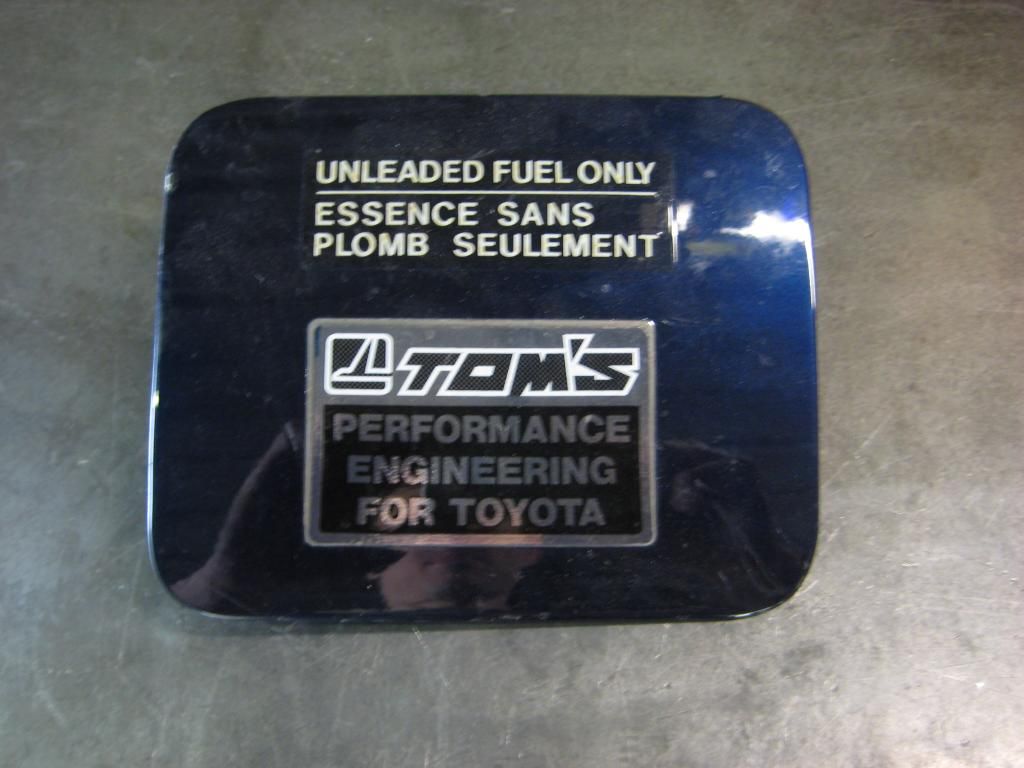 UNLEADED FUEL ONLY
ESSENCE SANS
PLOMB SEULEMENT
TOM'S
PERFORMANCE
ENGINEERING
FOR TOYOTA